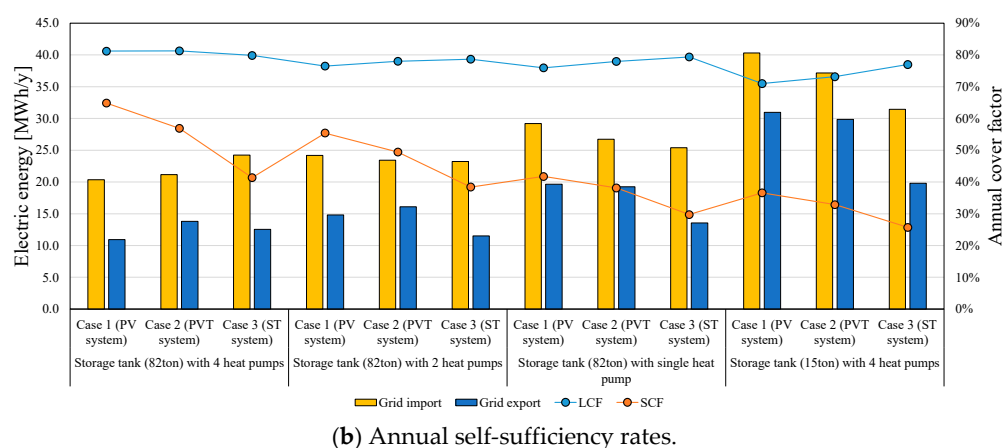 Electric energy [MWh/y]
45.0
40.0
35.0
30.0
25.0
20.0
15.0
10.0
5.0
0.0
90%
80%
70%
60%
50%
40%
30%
20%
10%
0%
Annual cover factor
Case 1 (PV
system)
Case 2 (PVT
system)
Case 3 (ST
system)
Case 1 (PV
system)
Case 2 (PVT
system)
Case 3 (ST
system)
Case 1 (PV
system)
Case 2 (PVT
system)
Case 3 (ST
system)
Case 1 (PV
system)
Case 2 (PVT
system)
Case 3 (ST
system)
Storage tank (82ton) with 4 heat pumps
Storage tank (82ton) with 2 heat pumps
Storage tank (82ton) with single heat
pump
Storage tank (15ton) with 4 heat pumps
Grid import
Grid export
LCF
SCF
(b) Annual self-sufficiency rates.